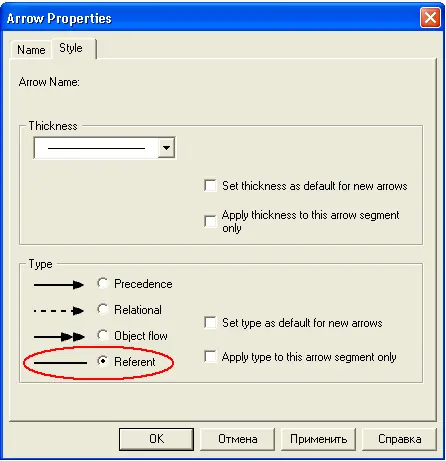 Arrow Properties
Name
Style
Arrow Name:
Thickness
Set thickness as default for new arrows
Apply thickness to this arrow segment
only
Type
Precedence
Relational
Object flow
Referent
Set type as default for new arrows
Apply type to this arrow segment only
OK
Отмена
Применить
Справка